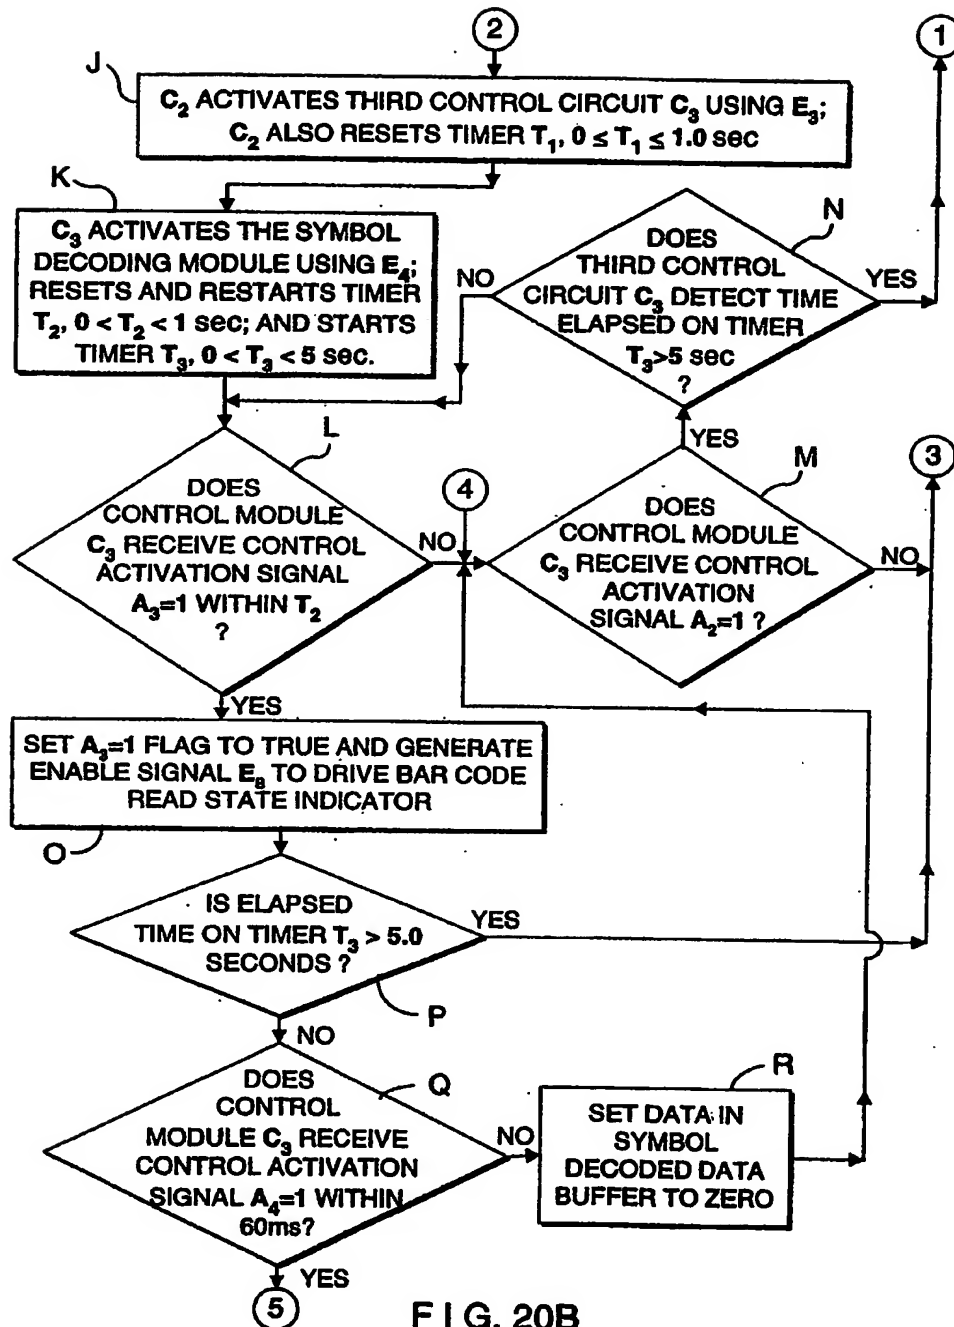 2
1
J
C₂ ACTIVATES THIRD CONTROL CIRCUIT C₃ USING E₃;
C₂ ALSO RESETS TIMER T₁, 0 ≤ T₁ ≤ 1.0 sec
K
C₃ ACTIVATES THE SYMBOL
DECODING MODULE USING E₄;
RESETS AND RESTARTS TIMER
T₂, 0 < T₂ < 1 sec; AND STARTS
TIMER T₃, 0 < T₃ < 5 sec.
N
DOES
THIRD CONTROL
CIRCUIT C₃ DETECT TIME
ELAPSED ON TIMER
T₃>5 sec
?
NO
YES
L
DOES
CONTROL MODULE
C₃ RECEIVE CONTROL
ACTIVATION SIGNAL
A₃=1 WITHIN T₂
?
NO
4
YES
M
DOES
CONTROL MODULE
C₃ RECEIVE CONTROL
ACTIVATION
SIGNAL A₂=1 ?
NO
3
YES
SET A₃=1 FLAG TO TRUE AND GENERATE
ENABLE SIGNAL E₈ TO DRIVE BAR CODE
READ STATE INDICATOR
O
IS ELAPSED
TIME ON TIMER T₃ > 5.0
SECONDS ?
YES
P
NO
DOES
CONTROL
MODULE C₃ RECEIVE
CONTROL ACTIVATION
SIGNAL A₄=1 WITHIN
60ms?
Q
NO
R
SET DATA IN
SYMBOL
DECODED DATA
BUFFER TO ZERO
YES
5
FIG. 20B